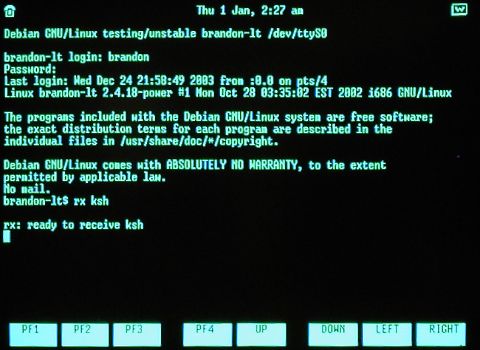 Thu 1 Jan, 2:27 am
W
Debian GNU/Linux testing/unstable brandon-lt /dev/ttyS0
brandon-lt login: brandon
Password:
Last login: Wed Dec 24 21:58:49 2003 from :0.0 on pts/4
Linux brandon-lt 2.4.18-power #1 Mon Oct 28 03:35:02 EST 2002 i686 GNU/Linux
The programs included with the Debian GNU/Linux system are free software;
the exact distribution terms for each program are described in the
individual files in /usr/share/doc/*/copyright.
Debian GNU/Linux comes with ABSOLUTELY NO WARRANTY, to the extent
permitted by applicable law.
No mail.
brandon-lt$ rx ksh
rx: ready to receive ksh
PF1 PF2 PF3 PF4 UP DOWN LEFT RIGHT